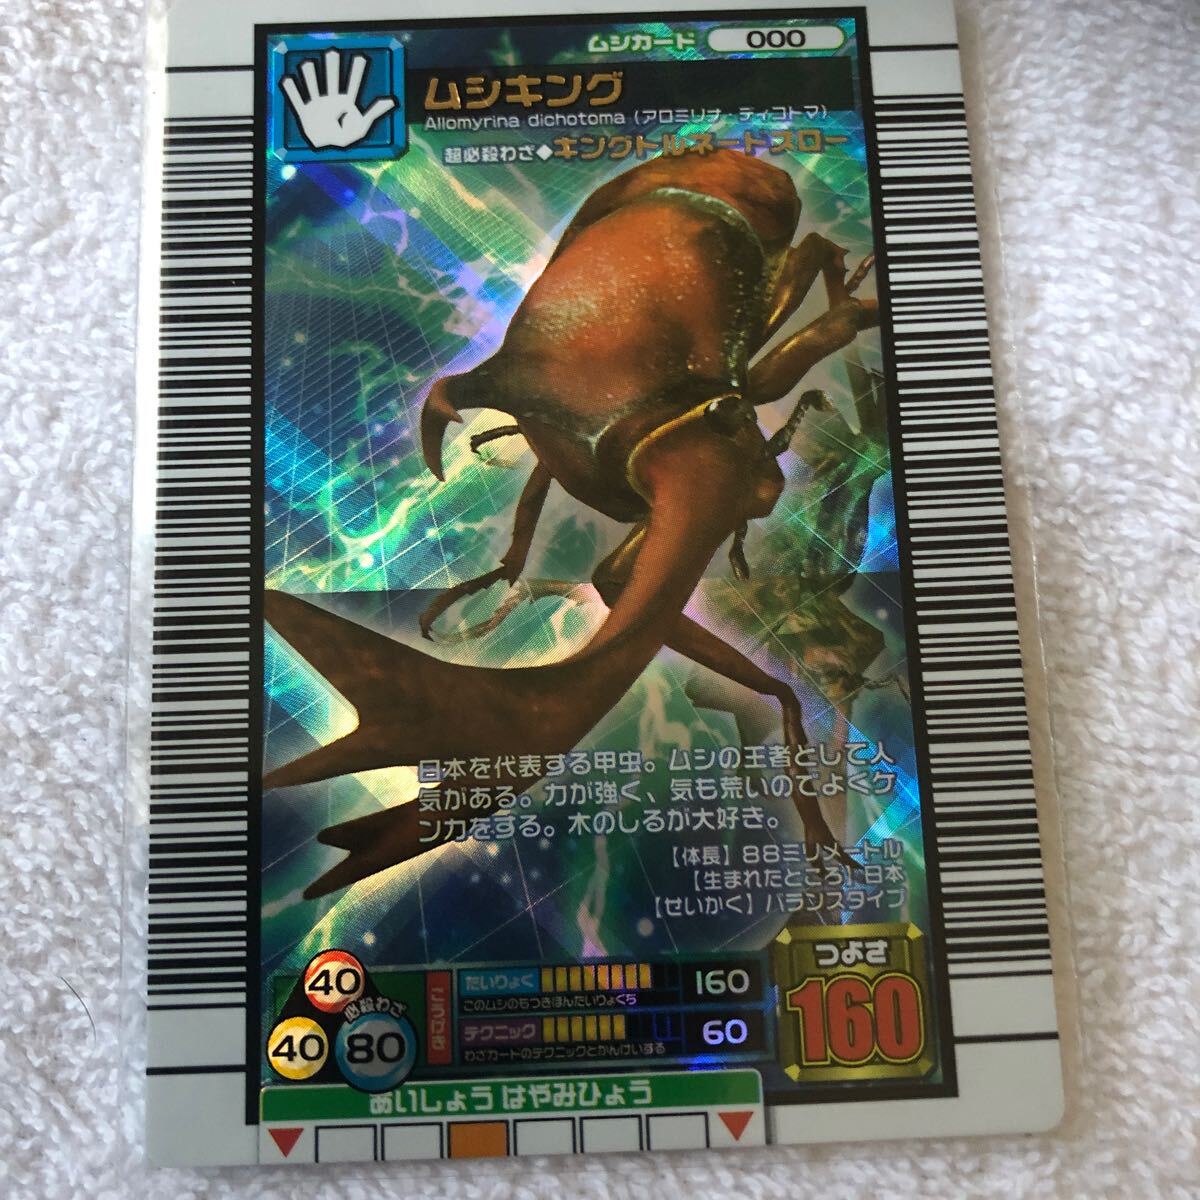 ムシカード 000
ムシキング
Allomyrina dichotoma (アロミリナ・ディコトマ)
超必殺わざ◆キングトルネードスロー
日本を代表する甲虫。ムシの王者として人
気がある。力が強く、気も荒いのでよくケ
ンカをする。木のしるが大好き。
【体長】88ミリメートル
【生まれたところ】日本
【せいかく】バランスタイプ
つよさ
160
40
必殺わざ
40
80
こうげき
たいりょく 160
このムシのもつきほんたいりょくち
テクニック 60
わざカードのテクニックとかんけいする
あいしょう はやみひょう